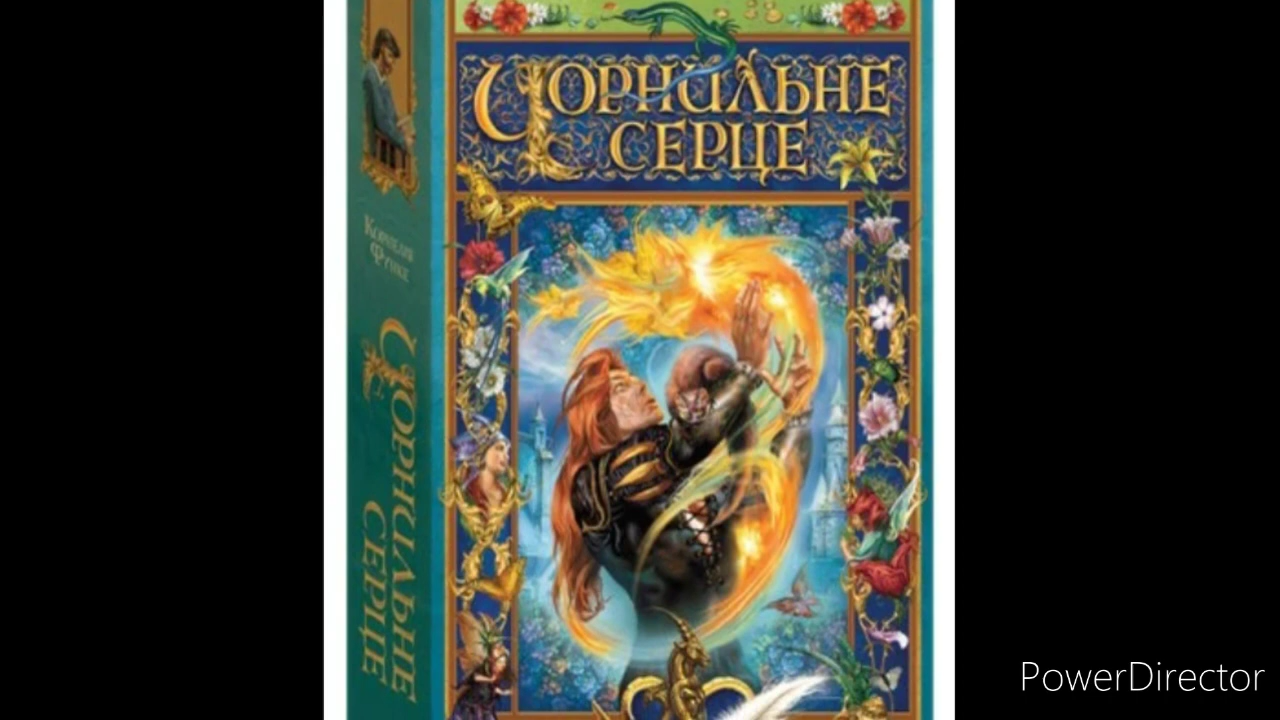 ЧОРНИЛЬНЕ
СЕРЦЕ
Корнелія
Функе
ЧОРНИЛЬНЕ
СЕРЦЕ
PowerDirector